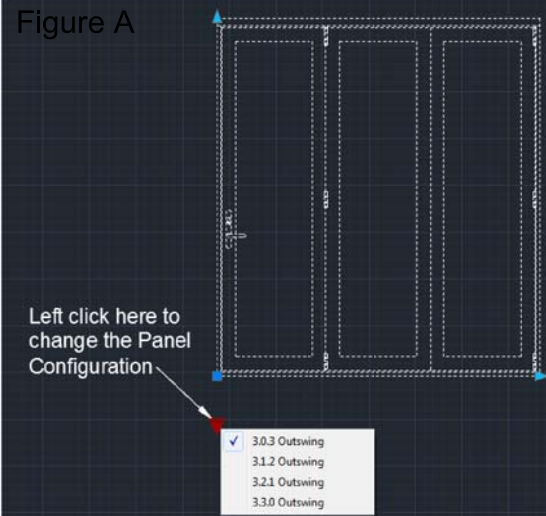 Figure A
Left click here to
change the Panel
Configuration
3.0.3 Outswing
3.1.2 Outswing
3.2.1 Outswing
3.3.0 Outswing